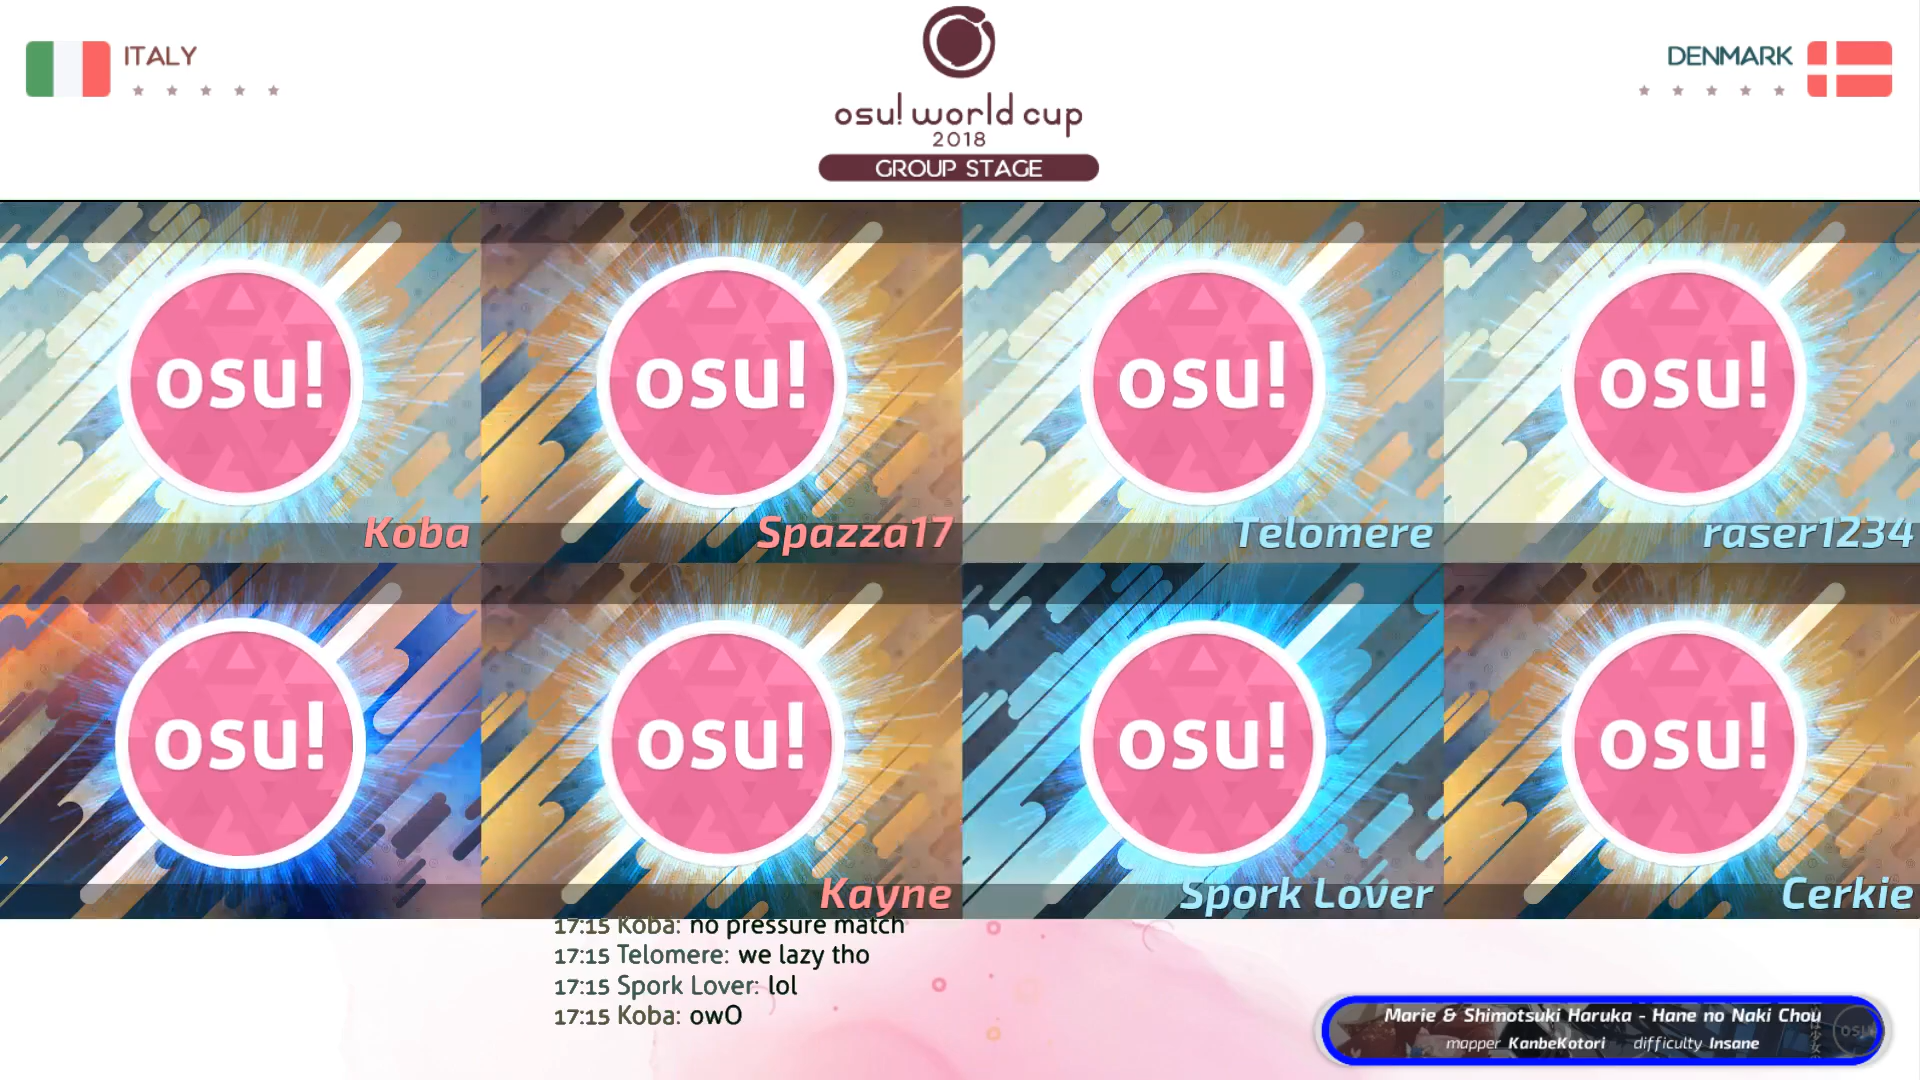 ITALY
DENMARK
osu! world cup
2018
GROUP STAGE
osu!
osu!
osu!
osu!
Koba
Spazza17
Telomere
raser1234
osu!
osu!
osu!
osu!
Kayne
Spork Lover
Cerkie
17:15 Koba: no pressure match
17:15 Telomere: we lazy tho
17:15 Spork Lover: lol
17:15 Koba: owO
Marie & Shimotsuki Haruka - Hane no Naki Chou
mapper KanbeKotori difficulty Insane
osu!